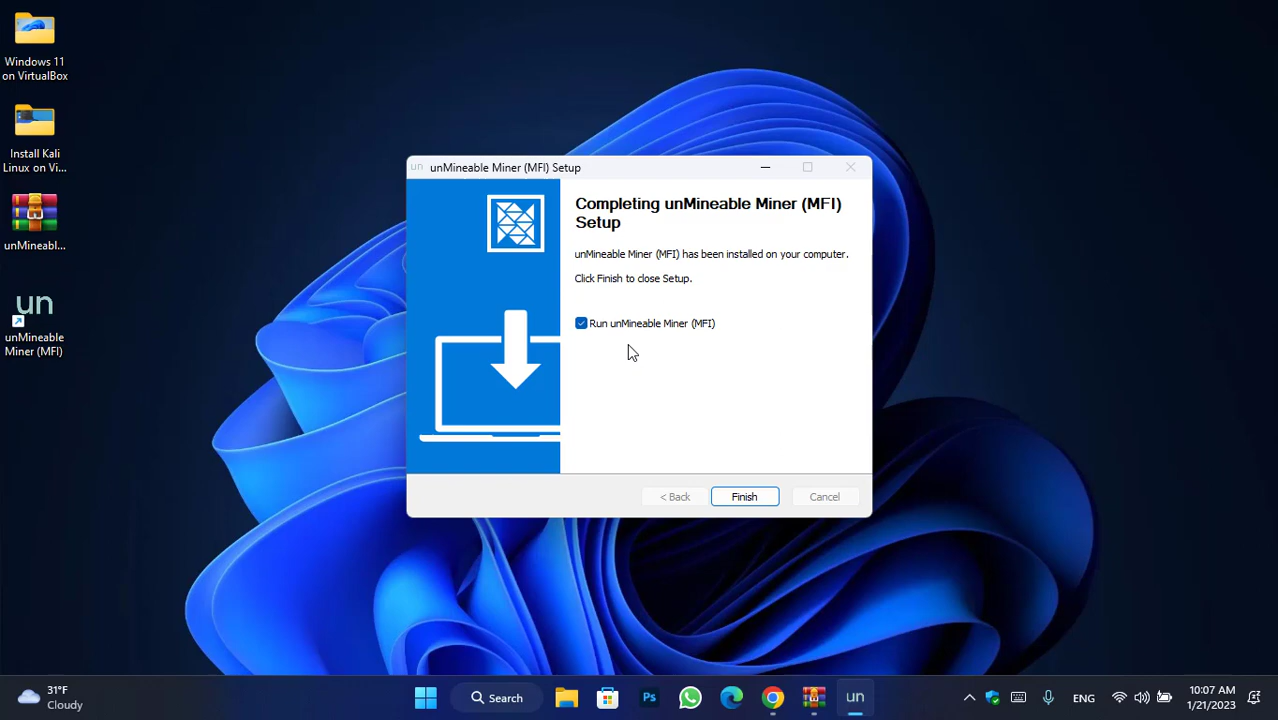 Windows 11
on VirtualBox
Install Kali
Linux on Vi...
unMineabl...
un
unMineable
Miner (MFI)
un unMineable Miner (MFI) Setup
Completing unMineable Miner (MFI)
Setup
unMineable Miner (MFI) has been installed on your computer.
Click Finish to close Setup.
Run unMineable Miner (MFI)
< Back Finish Cancel
31°F
Cloudy
Search
Ps
un
ENG
10:07 AM
1/21/2023